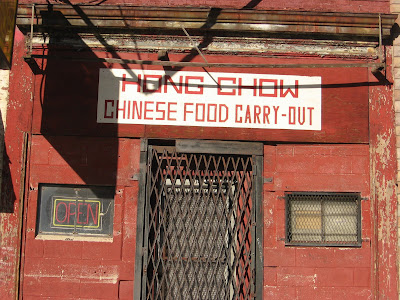 HONG CHOW
CHINESE FOOD CARRY-OUT
OPEN